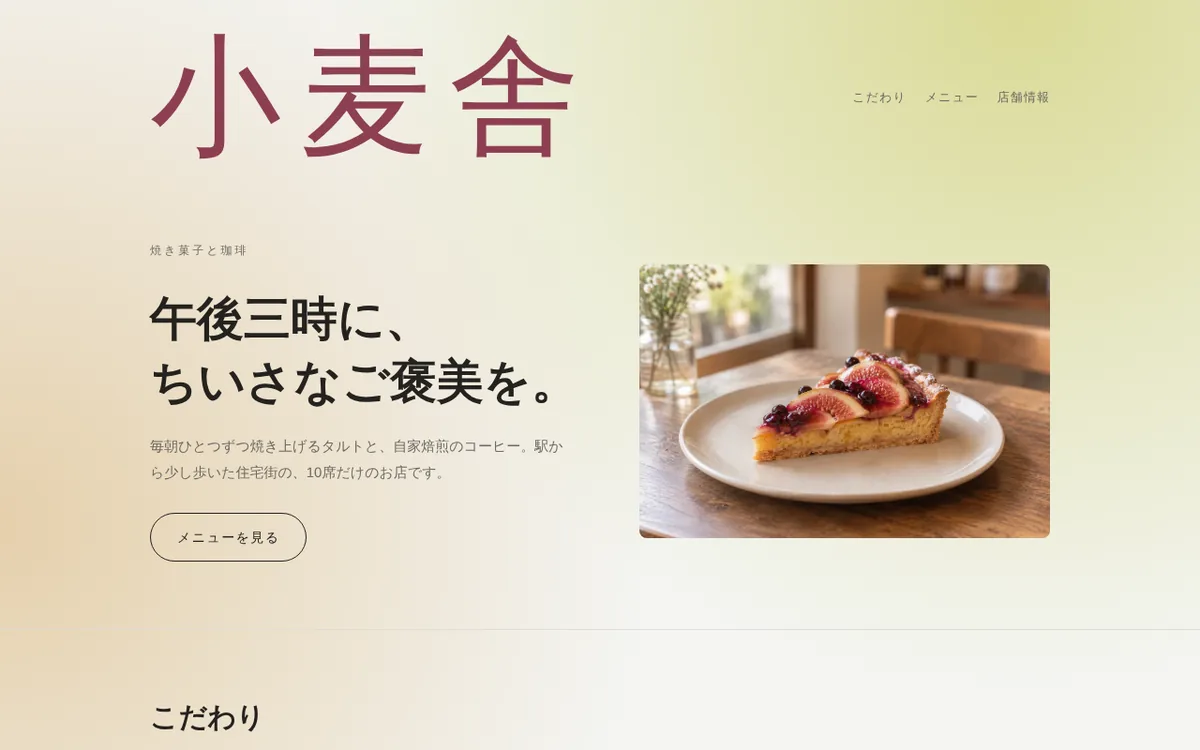 小麦舎
こだわり
メニュー
店舗情報
焼き菓子と珈琲
午後三時に、
ちいさなご褒美を。
毎朝ひとつずつ焼き上げるタルトと、自家焙煎のコーヒー。駅か
ら少し歩いた住宅街の、10席だけのお店です。
メニューを見る
こだわり